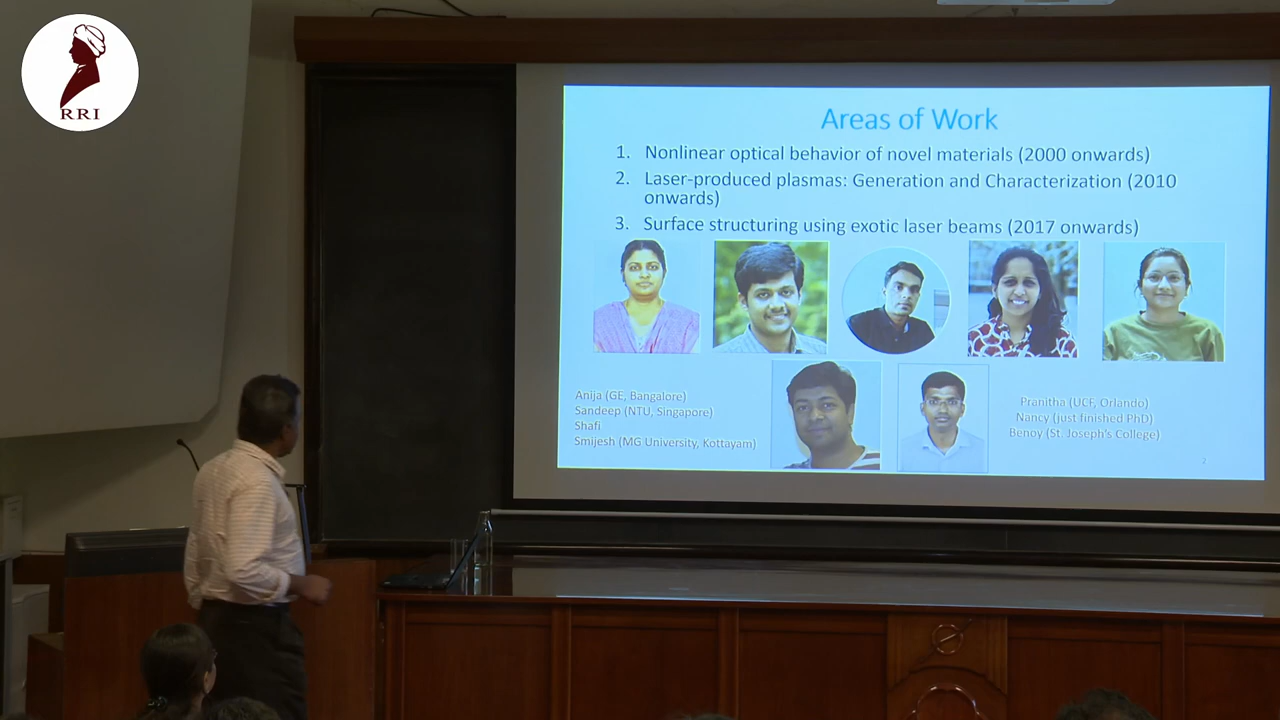 RRI
Areas of Work
1. Nonlinear optical behavior of novel materials (2000 onwards)
2. Laser-produced plasmas: Generation and Characterization (2010
onwards)
3. Surface structuring using exotic laser beams (2017 onwards)
Anija (GE, Bangalore)
Sandeep (NTU, Singapore)
Shafi
Smijesh (MG University, Kottayam)
Pranitha (UCF, Orlando)
Nancy (just finished PhD)
Benoy (St. Joseph's College)
2